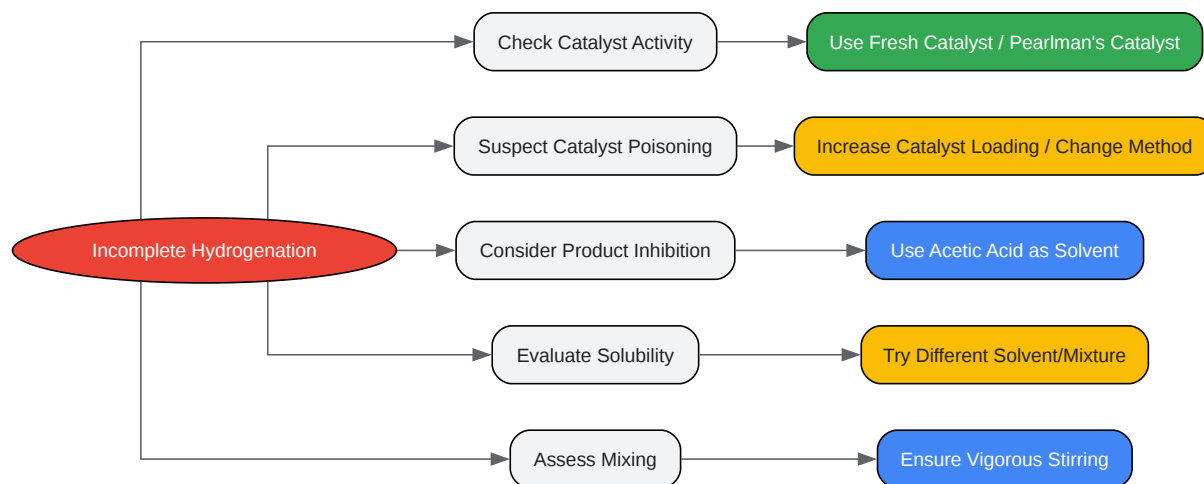 Check Catalyst Activity
Use Fresh Catalyst / Pearlman's Catalyst
Suspect Catalyst Poisoning
Increase Catalyst Loading / Change Method
Incomplete Hydrogenation
Consider Product Inhibition
Use Acetic Acid as Solvent
Evaluate Solubility
Try Different Solvent/Mixture
Assess Mixing
Ensure Vigorous Stirring